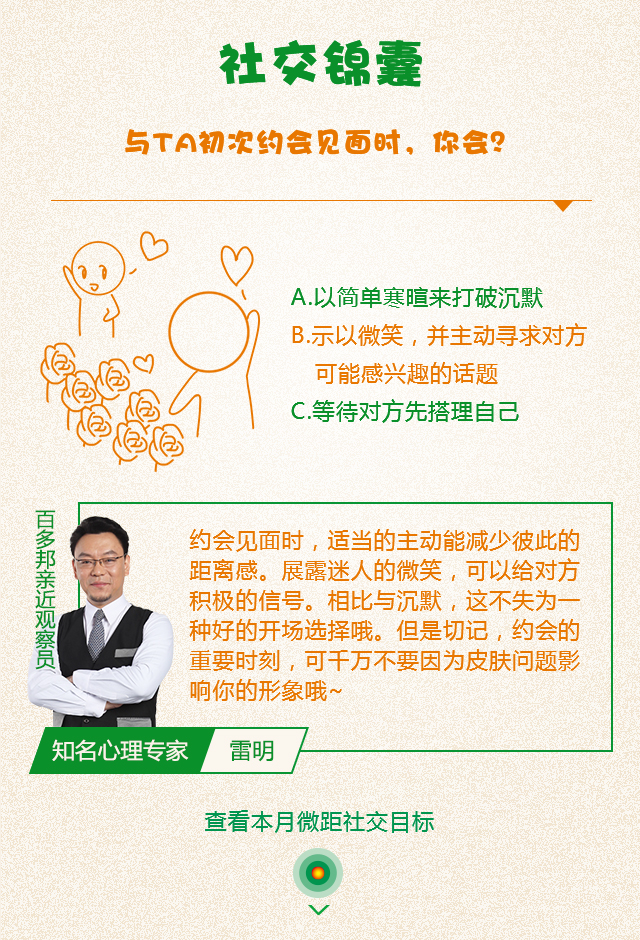 社交锦囊
与TA初次约会见面时，你会？
A.以简单寒暄来打破沉默
B.示以微笑，并主动寻求对方
可能感兴趣的话题
C.等待对方先搭理自己
百多邦亲近观察员
约会见面时，适当的主动能减少彼此的
距离感。展露迷人的微笑，可以给对方
积极的信号。相比与沉默，这不失为一
种好的开场选择哦。但是切记，约会的
重要时刻，可千万不要因为皮肤问题影
响你的形象哦~
知名心理专家 雷明
查看本月微距社交目标